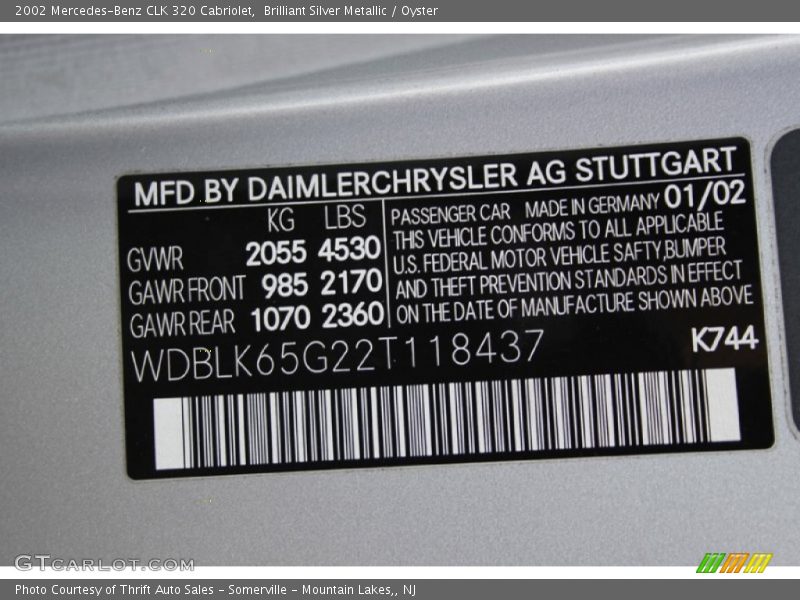 2002 Mercedes-Benz CLK 320 Cabriolet, Brilliant Silver Metallic / Oyster
MFD BY DAIMLERCHRYSLER AG STUTTGART
KG LBS
GVWR 2055 4530
GAWR FRONT 985 2170
GAWR REAR 1070 2360
PASSENGER CAR MADE IN GERMANY 01/02
THIS VEHICLE CONFORMS TO ALL APPLICABLE
U.S. FEDERAL MOTOR VEHICLE SAFTY,BUMPER
AND THEFT PREVENTION STANDARDS IN EFFECT
ON THE DATE OF MANUFACTURE SHOWN ABOVE
WDBLK65G22T118437 K744
GTCARLOT.COM
Photo Courtesy of Thrift Auto Sales - Somerville - Mountain Lakes,, NJ